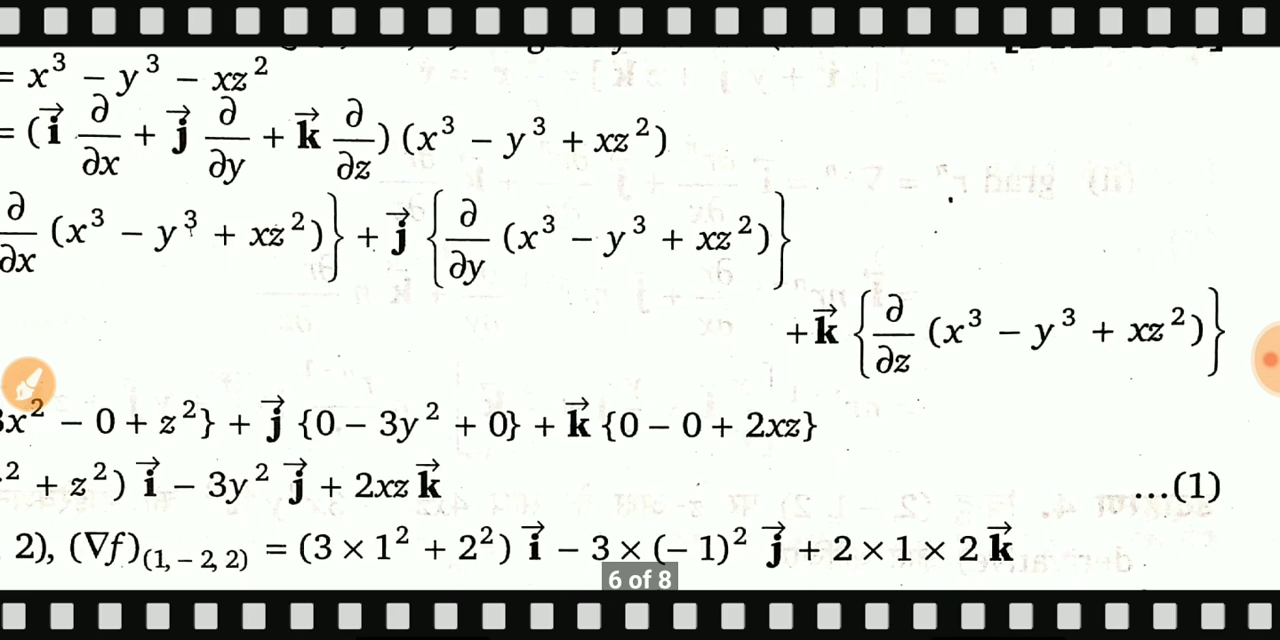 = x³ − y³ − xz²
= (i⃗ ∂/∂x + j⃗ ∂/∂y + k⃗ ∂/∂z) (x³ − y³ + xz²)
∂/∂x (x³ − y³ + xz²)} + j⃗ {∂/∂y (x³ − y³ + xz²)}
+ k⃗ {∂/∂z (x³ − y³ + xz²)}
3x² − 0 + z²} + j⃗ {0 − 3y² + 0} + k⃗ {0 − 0 + 2xz}
² + z²) i⃗ − 3y² j⃗ + 2xz k⃗ ...(1)
2), (∇f)(1, − 2, 2) = (3 × 1² + 2²) i⃗ − 3 × (− 1)² j⃗ + 2 × 1 × 2 k⃗
6 of 8